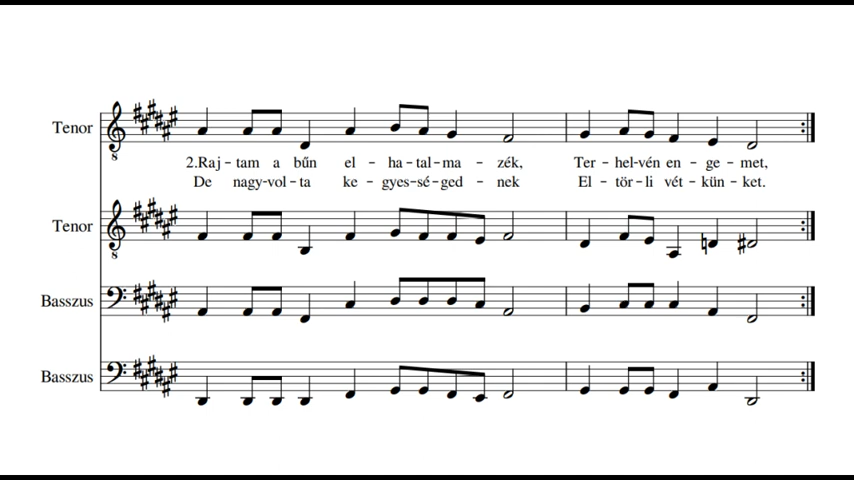 Tenor
2.Raj-tam a bűn el-ha-tal-ma-zék, Ter-hel-vén en-ge-met,
De nagy-vol-ta ke-gyes-sé-ged-nek El-tör-li vét-kün-ket.
Tenor
Basszus
Basszus